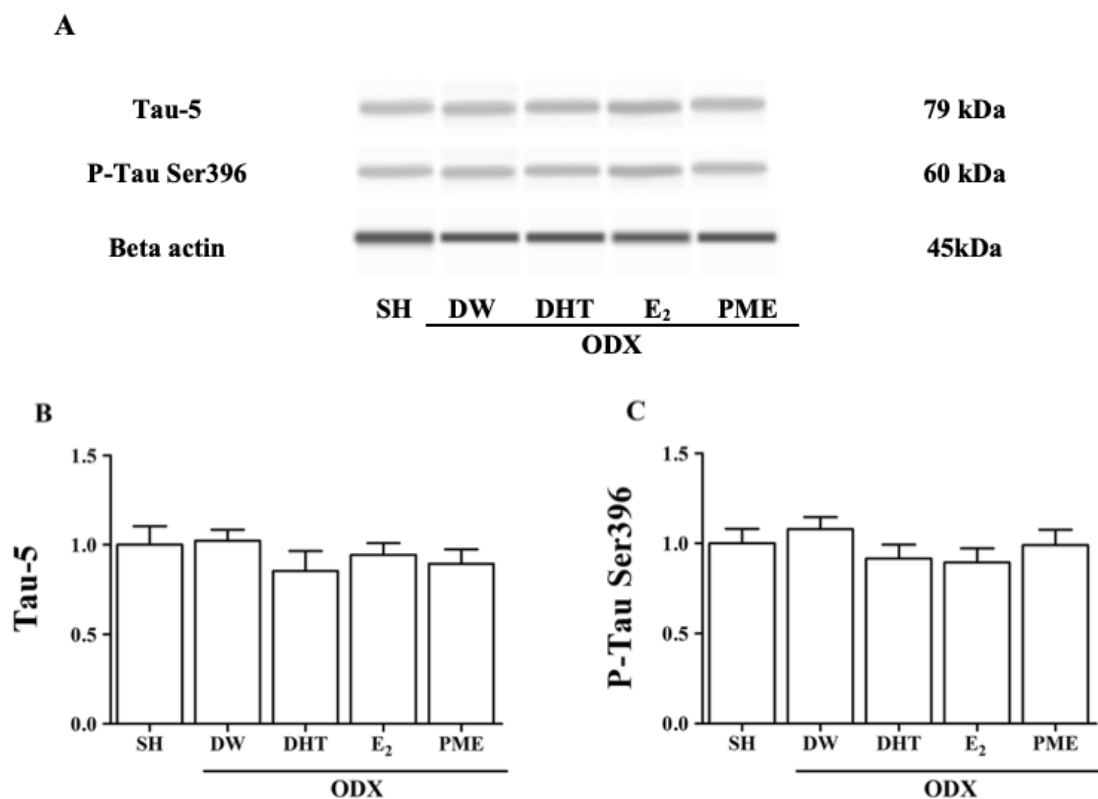 A
Tau-5 79 kDa
P-Tau Ser396 60 kDa
Beta actin 45kDa
SH DW DHT E₂ PME
ODX
B
Tau-5
1.5
1.0
0.5
0.0
SH DW DHT E₂ PME
ODX
C
P-Tau Ser396
1.5
1.0
0.5
0.0
SH DW DHT E₂ PME
ODX